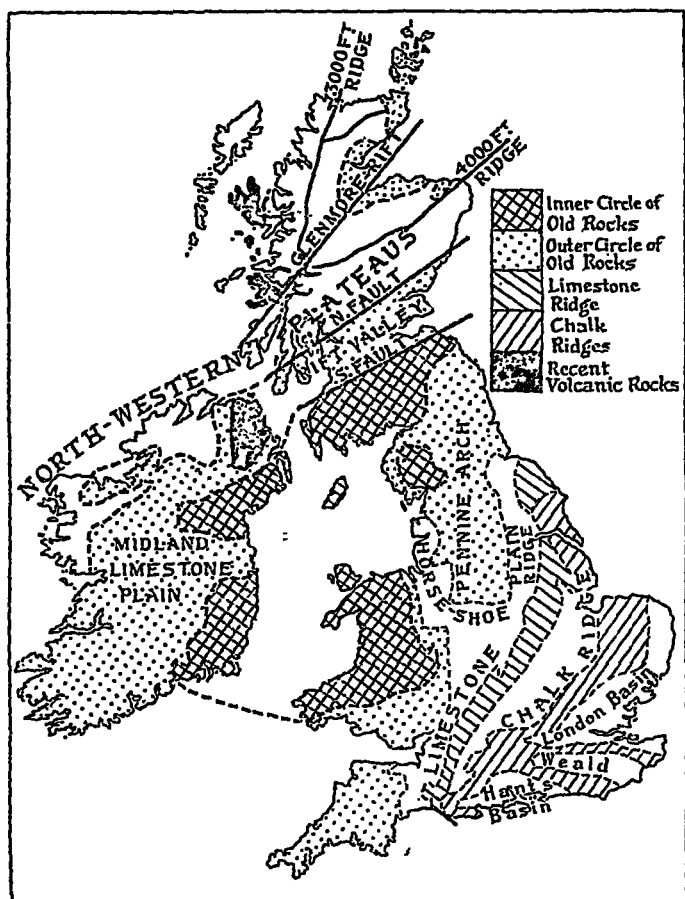 3000 FT
RIDGE
GLENMORE RIFT
4000 FT
RIDGE
Inner Circle of
Old Rocks
Outer Circle of
Old Rocks
Limestone
Ridge
Chalk
Ridges
Recent
Volcanic Rocks
NORTH-WESTERN PLATEAUS
N. FAULT
RIFT VALLEY
S. FAULT
MIDLAND
LIMESTONE
PLAIN
PENNINE ARCH
HORSE SHOE PLAIN
LIMESTONE RIDGE
CHALK RIDGE
London Basin
Weald
Hants
Basin